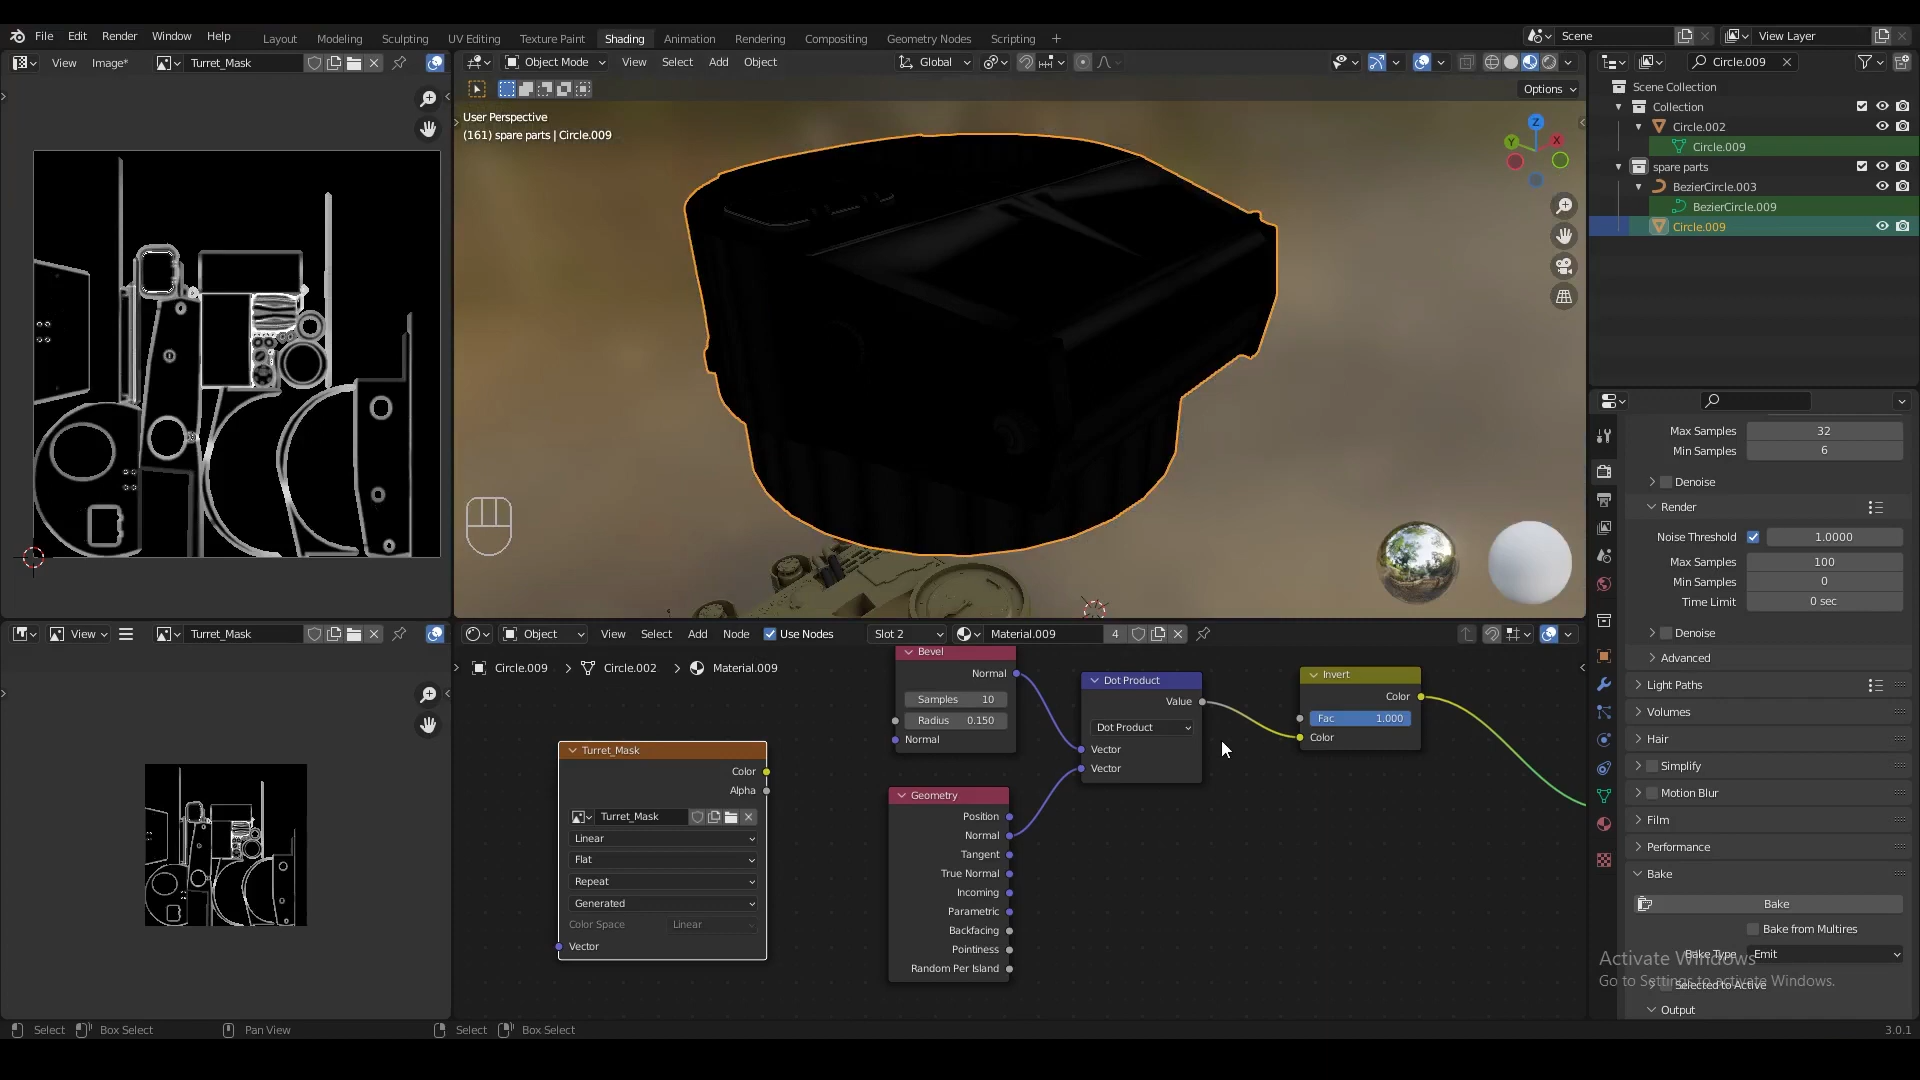 File Edit Render Window Help
Layout Modeling Sculpting UV Editing Texture Paint Shading Animation Rendering Compositing Geometry Nodes Scripting +
Scene
View Layer
View Image* Turret_Mask
Object Mode View Select Add Object Global
Options
User Perspective
(161) spare parts | Circle.009
Z
Y
X
Circle.009
Scene Collection
Collection
Circle.002
Circle.009
spare parts
BezierCircle.003
BezierCircle.009
Circle.009
Max Samples 32
Min Samples 6
Denoise
Render
Noise Threshold 1.0000
Max Samples 100
Min Samples 0
Time Limit 0 sec
Denoise
Advanced
Light Paths
Volumes
Hair
Simplify
Motion Blur
Film
Performance
Bake
Bake
Bake from Multires
Bake Type Emit
Selected to Active
Output
Activate Windows
Go to Settings to activate Windows.
View Turret_Mask
Object View Select Add Node Use Nodes Slot 2 Material.009 4
Circle.009 > Circle.002 > Material.009
Bevel
Normal
Samples 10
Radius 0.150
Normal
Dot Product
Value
Dot Product
Vector
Vector
Invert
Color
Fac 1.000
Color
Turret_Mask
Color
Alpha
Turret_Mask
Linear
Flat
Repeat
Generated
Color Space Linear
Vector
Geometry
Position
Normal
Tangent
True Normal
Incoming
Parametric
Backfacing
Pointiness
Random Per Island
Select Box Select Pan View Select Box Select
3.0.1